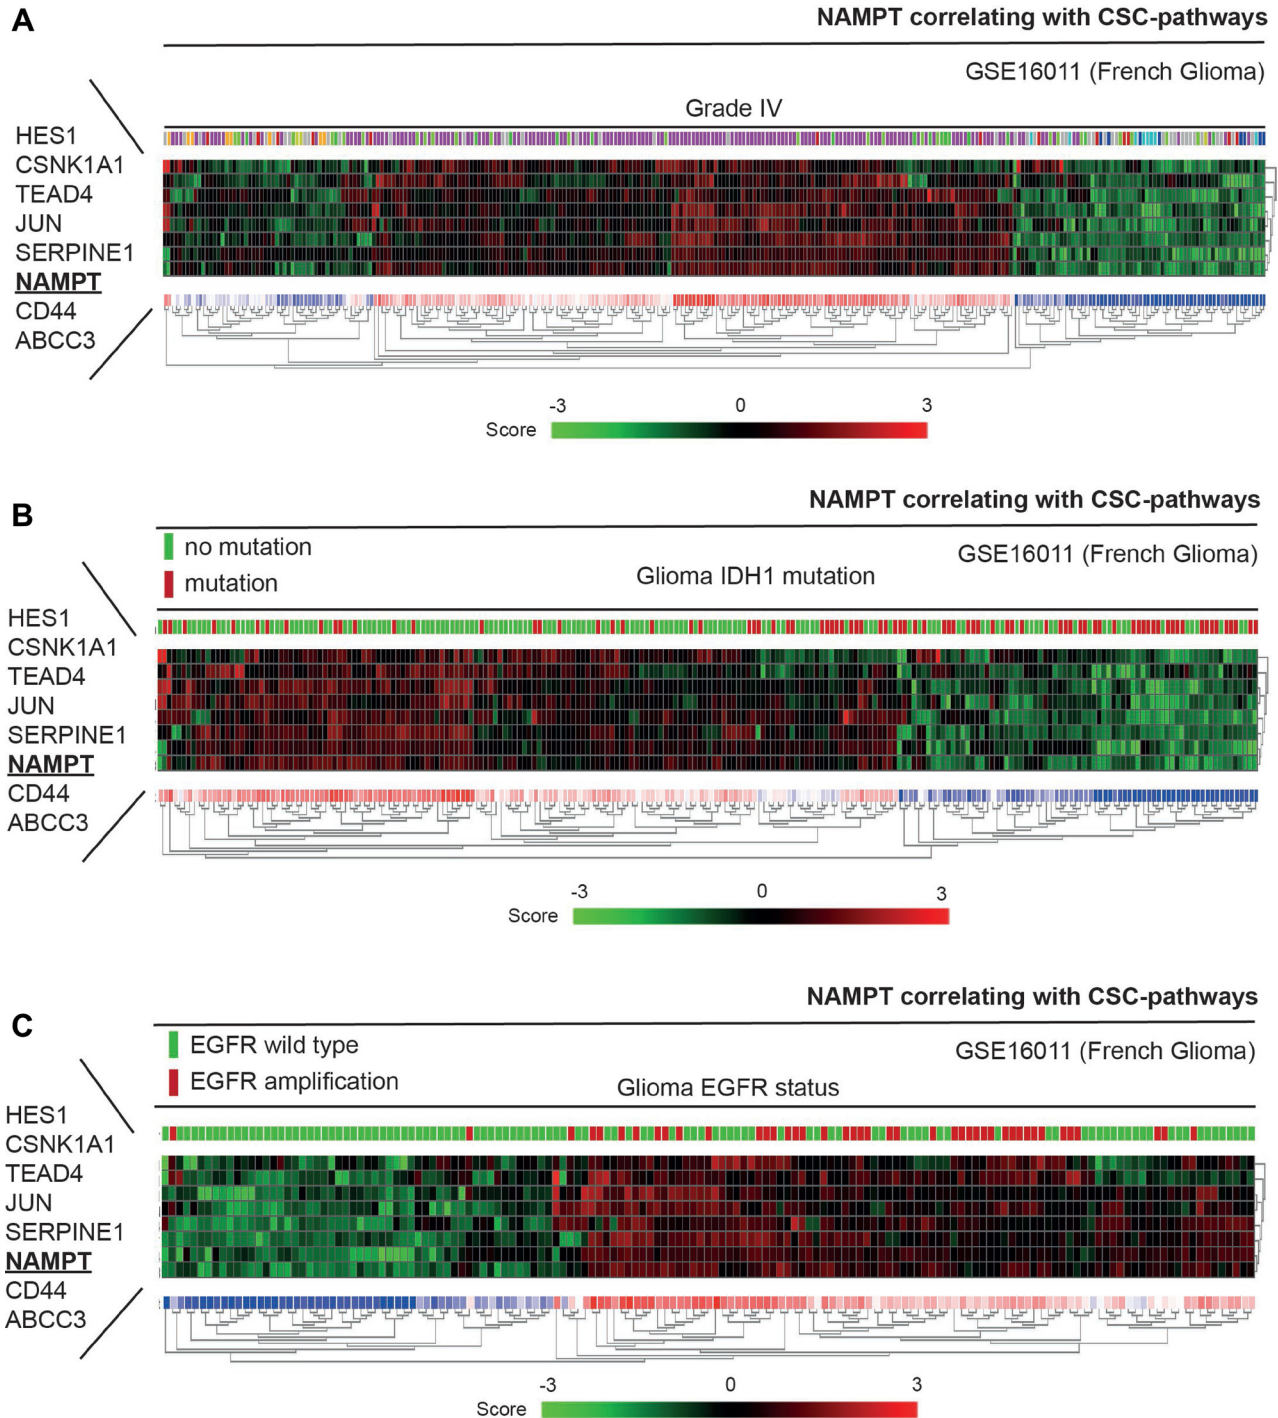 A
NAMPT correlating with CSC-pathways
GSE16011 (French Glioma)
Grade IV
HES1
CSNK1A1
TEAD4
JUN
SERPINE1
NAMPT
CD44
ABCC3
-3 0 3
Score
B
NAMPT correlating with CSC-pathways
no mutation
GSE16011 (French Glioma)
mutation
Glioma IDH1 mutation
HES1
CSNK1A1
TEAD4
JUN
SERPINE1
NAMPT
CD44
ABCC3
-3 0 3
Score
C
NAMPT correlating with CSC-pathways
EGFR wild type
GSE16011 (French Glioma)
EGFR amplification
Glioma EGFR status
HES1
CSNK1A1
TEAD4
JUN
SERPINE1
NAMPT
CD44
ABCC3
-3 0 3
Score